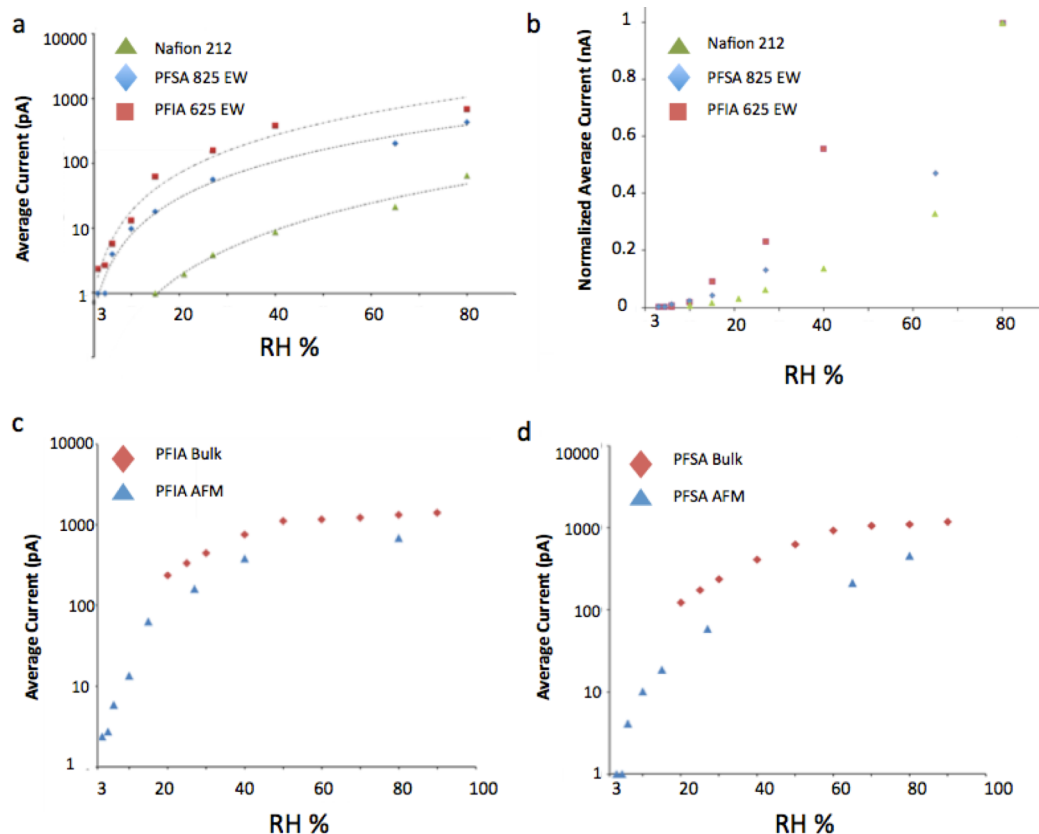 a
10000
1000
100
10
1
3
20
40
60
80
Average Current (pA)
RH %
Nafion 212
PFSA 825 EW
PFIA 625 EW
b
1
0.8
0.6
0.4
0.2
0
3
20
40
60
80
Normalized Average Current (nA)
RH %
Nafion 212
PFSA 825 EW
PFIA 625 EW
c
10000
1000
100
10
1
3
20
40
60
80
100
Average Current (pA)
RH %
PFIA Bulk
PFIA AFM
d
10000
1000
100
10
1
3
20
40
60
80
100
Average Current (pA)
RH %
PFSA Bulk
PFSA AFM